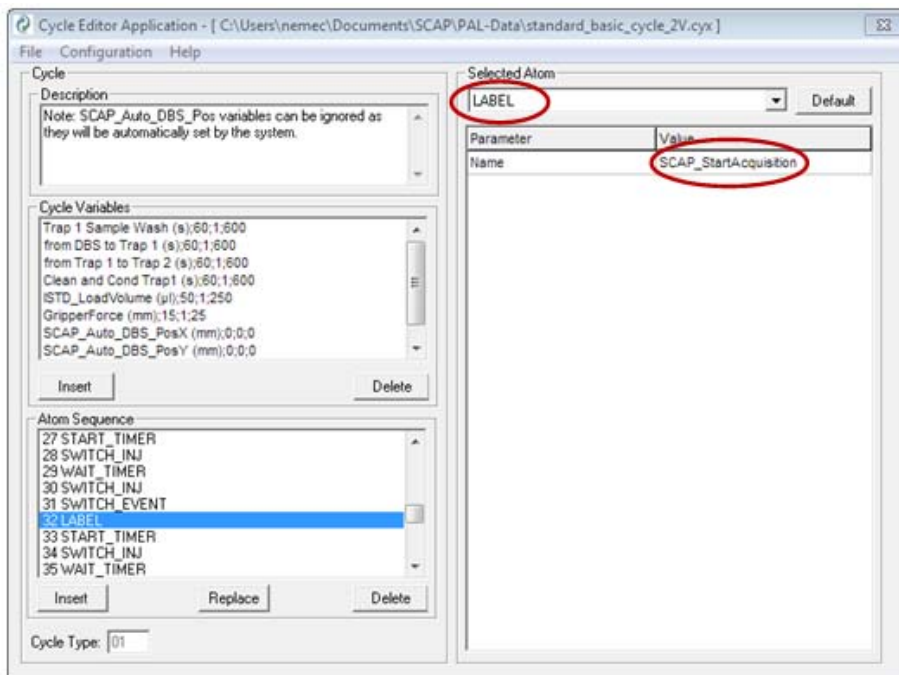 Cycle Editor Application - [ C:\Users\nemec\Documents\SCAP\PAL-Data\standard_basic_cycle_2V.cyx ]
File Configuration Help
Cycle
Description
Note: SCAP_Auto_DBS_Pos variables can be ignored as
they will be automatically set by the system.
Cycle Variables
Trap 1 Sample Wash (s);60;1;600
from DBS to Trap 1 (s);60;1;600
from Trap 1 to Trap 2 (s);60;1;600
Clean and Cond Trap1 (s);60;1;600
ISTD_LoadVolume (µl);50;1;250
GripperForce (mm);15;1;25
SCAP_Auto_DBS_PosX (mm);0;0;0
SCAP_Auto_DBS_PosY (mm);0;0;0
Insert Delete
Atom Sequence
27 START_TIMER
28 SWITCH_INJ
29 WAIT_TIMER
30 SWITCH_INJ
31 SWITCH_EVENT
32 LABEL
33 START_TIMER
34 SWITCH_INJ
35 WAIT_TIMER
Insert Replace Delete
Cycle Type: 01
Selected Atom
LABEL Default
Parameter Value
Name SCAP_StartAcquisition